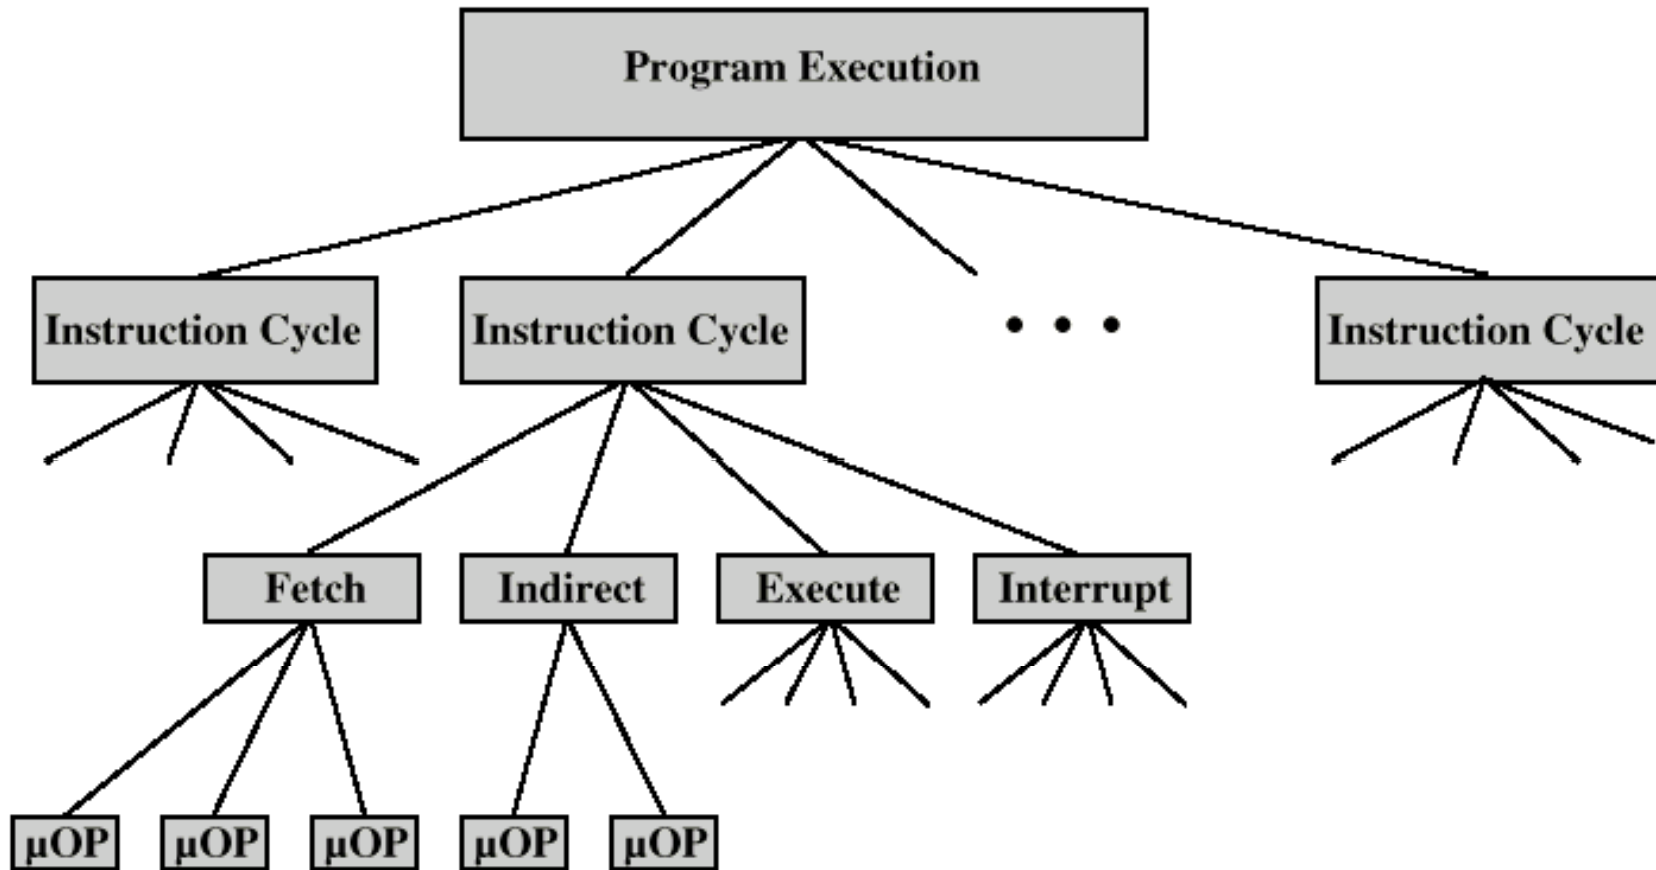 Program Execution
Instruction Cycle
Instruction Cycle
• • •
Instruction Cycle
Fetch
Indirect
Execute
Interrupt
µOP
µOP
µOP
µOP
µOP